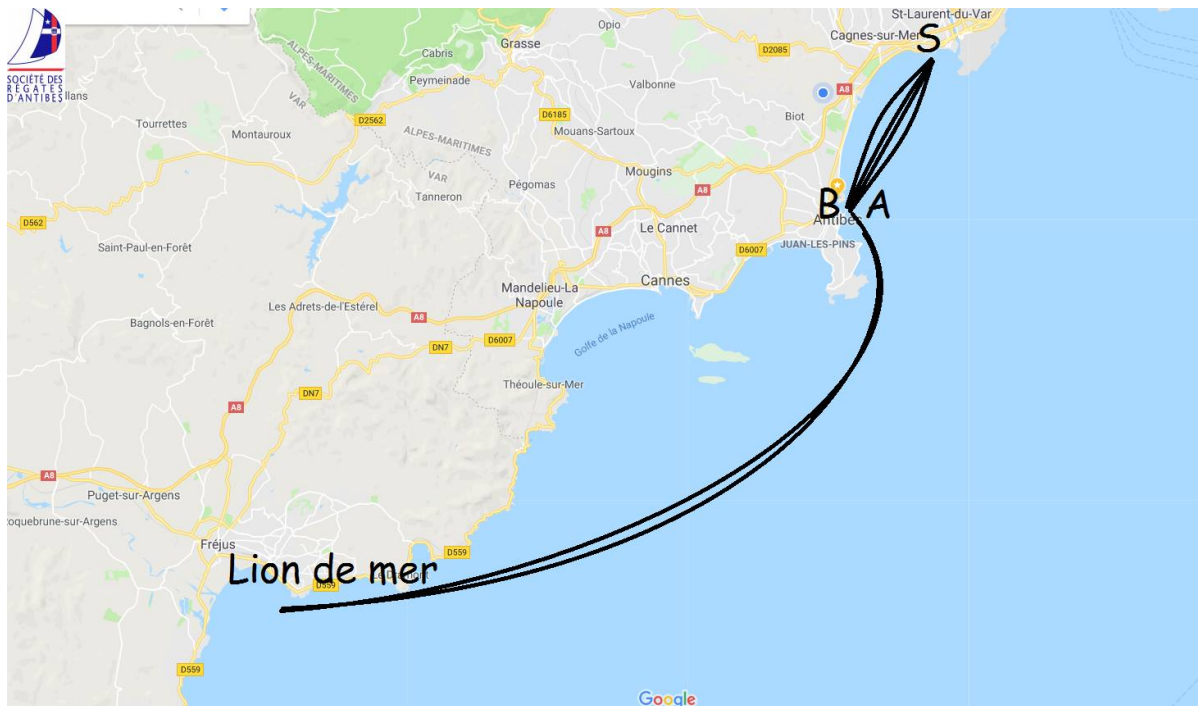 SOCIÉTÉ DES
RÉGATES
D'ANTIBES
llans
Opio
St-Laurent-du-Var
Cagnes-sur-Mer
S
Grasse
D2085
Cabris
ALPES-MARITIMES
VAR
Peymeinade
Valbonne
A8
Tourrettes
D2562
D6185
Biot
Montauroux
ALPES-MARITIMES
VAR
Mouans-Sartoux
Mougins
Tanneron
Pégomas
A8
B A
Antibes
D562
A8
Le Cannet
JUAN-LES-PINS
Saint-Paul-en-Forêt
D6007
Cannes
Mandelieu-La
Napoule
Les Adrets-de-l'Estérel
A8
Bagnols-en-Forêt
Golfe de la Napoule
D6007
DN7
Théoule-sur-Mer
DN7
A8
A8
Puget-sur-Argens
oquebrune-sur-Argens
Fréjus
D559
Lion de mer
D559
D559
Google